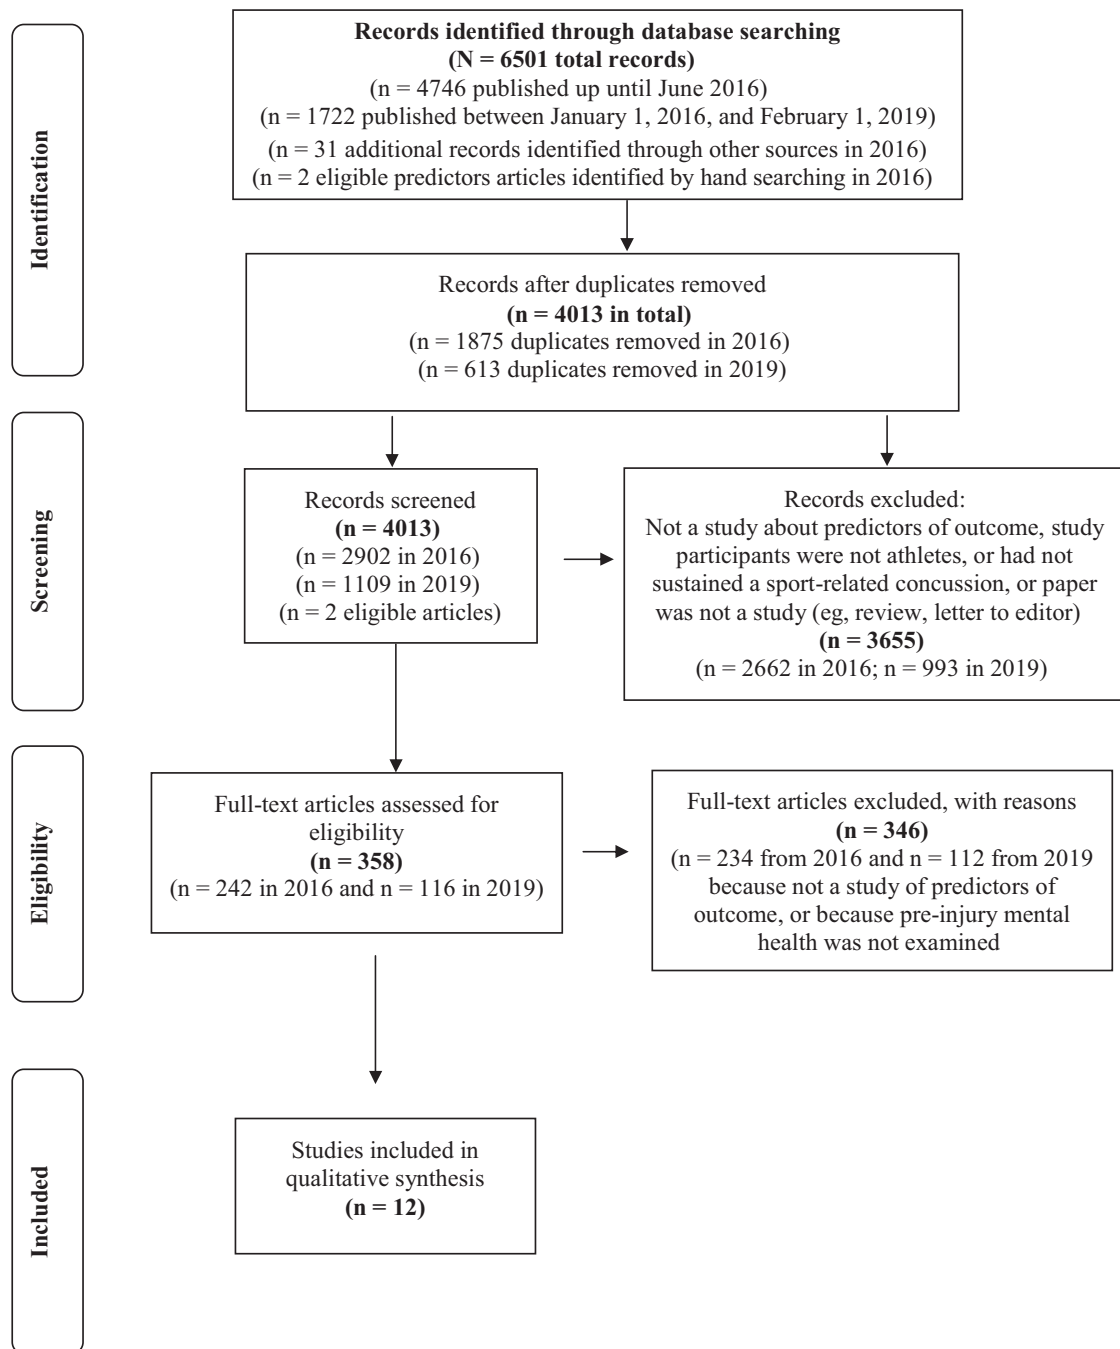 Identification
Records identified through database searching
(N = 6501 total records)
(n = 4746 published up until June 2016)
(n = 1722 published between January 1, 2016, and February 1, 2019)
(n = 31 additional records identified through other sources in 2016)
(n = 2 eligible predictors articles identified by hand searching in 2016)
Records after duplicates removed
(n = 4013 in total)
(n = 1875 duplicates removed in 2016)
(n = 613 duplicates removed in 2019)
Screening
Records screened
(n = 4013)
(n = 2902 in 2016)
(n = 1109 in 2019)
(n = 2 eligible articles)
Records excluded:
Not a study about predictors of outcome, study
participants were not athletes, or had not
sustained a sport-related concussion, or paper
was not a study (eg, review, letter to editor)
(n = 3655)
(n = 2662 in 2016; n = 993 in 2019)
Eligibility
Full-text articles assessed for
eligibility
(n = 358)
(n = 242 in 2016 and n = 116 in 2019)
Full-text articles excluded, with reasons
(n = 346)
(n = 234 from 2016 and n = 112 from 2019
because not a study of predictors of
outcome, or because pre-injury mental
health was not examined
Included
Studies included in
qualitative synthesis
(n = 12)